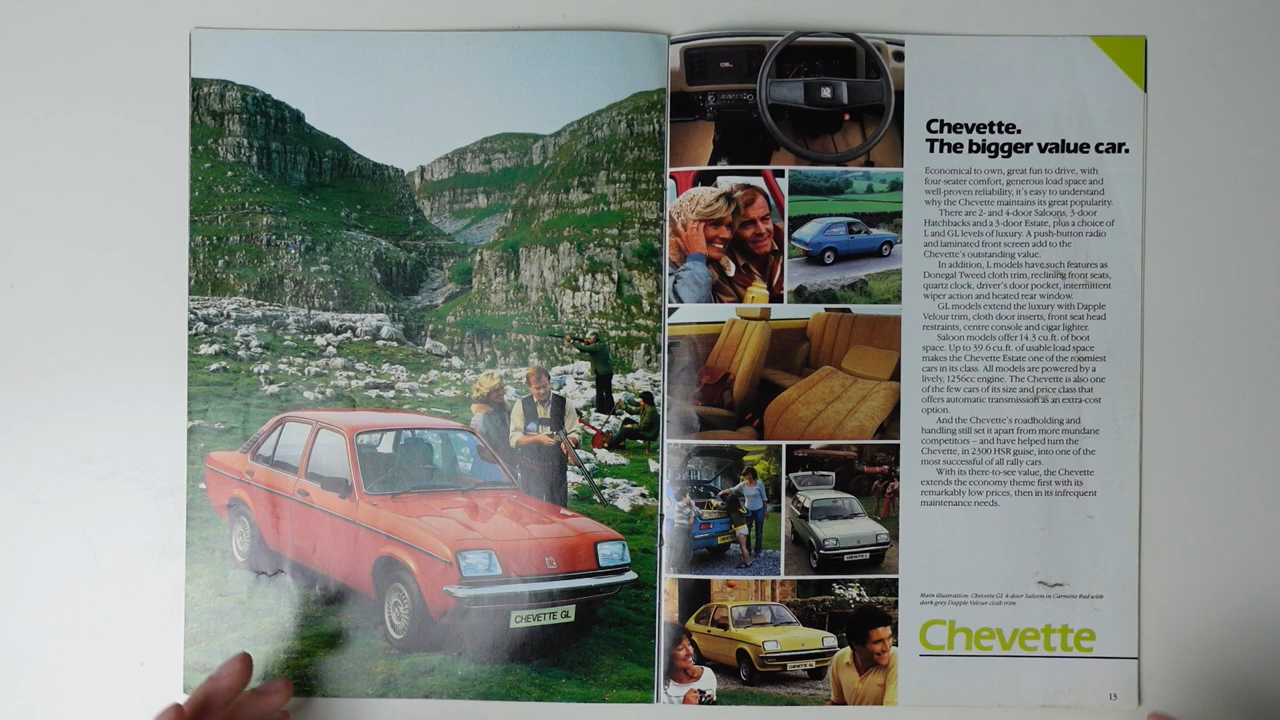 CHEVETTE GL
CHEVETTE L
CHEVETTE GL
Chevette.
The bigger value car.
Economical to own, great fun to drive, with
four-seater comfort, generous load space and
well-proven reliability, it's easy to understand
why the Chevette maintains its great popularity.
There are 2- and 4-door Saloons, 3-door
Hatchbacks and a 3-door Estate, plus a choice of
L and GL levels of luxury. A push-button radio
and laminated front screen add to the
Chevette's outstanding value.
In addition, L models have such features as
Donegal Tweed cloth trim, reclining front seats,
quartz clock, driver's door pocket, intermittent
wiper action and heated rear window.
GL models extend the luxury with Dapple
Velour trim, cloth door inserts, front seat head
restraints, centre console and cigar lighter.
Saloon models offer 14.3 cu.ft. of boot
space. Up to 39.6 cu.ft. of usable load space
makes the Chevette Estate one of the roomiest
cars in its class. All models are powered by a
lively, 1256cc engine. The Chevette is also one
of the few cars of its size and price class that
offers automatic transmission as an extra-cost
option.
And the Chevette's roadholding and
handling still set it apart from more mundane
competitors – and have helped turn the
Chevette, in 2300 HSR guise, into one of the
most successful of all rally cars.
With its there-to-see value, the Chevette
extends the economy theme first with its
remarkably low prices, then in its infrequent
maintenance needs.
Main illustration. Chevette GL 4-door Saloon in Carmine Red with
dark grey Dapple Velour cloth trim.
Chevette
13